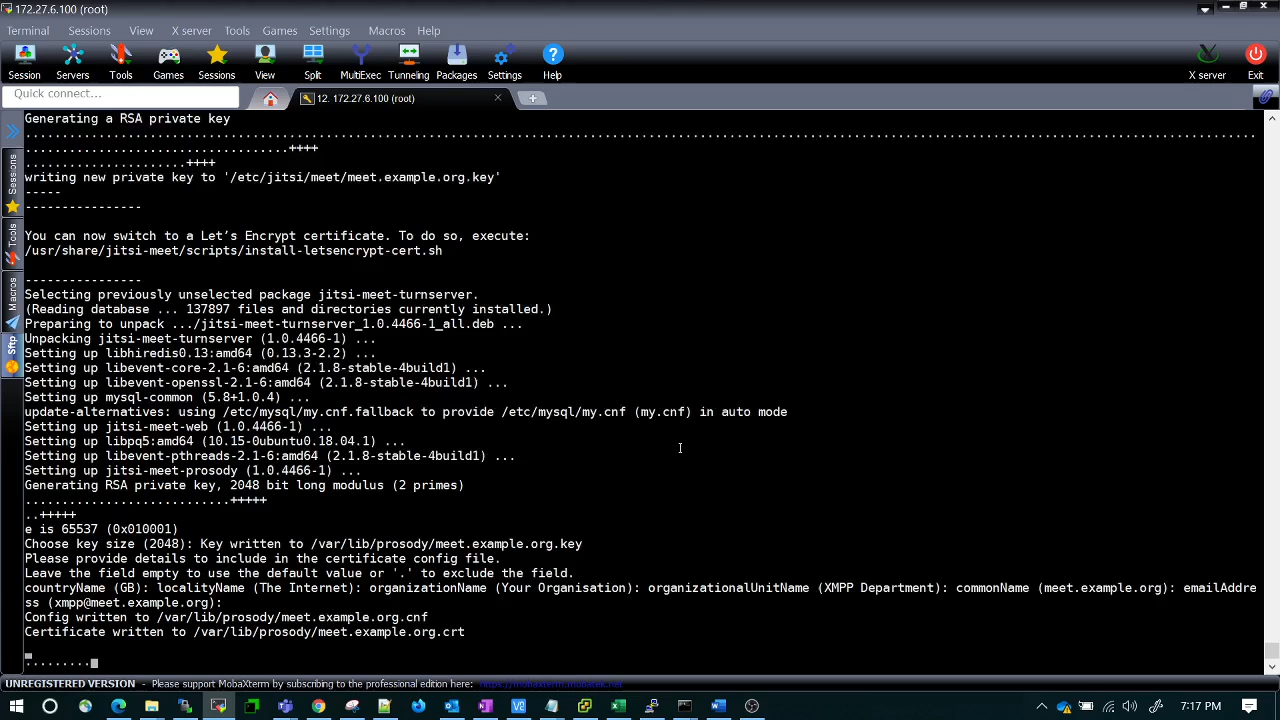 172.27.6.100 (root)
Terminal Sessions View X server Tools Games Settings Macros Help
Session Servers Tools Games Sessions View Split MultiExec Tunneling Packages Settings Help X server Exit
Quick connect...
12. 172.27.6.100 (root)
Generating a RSA private key
........................................................................................................................................................................
....................................++++
......................++++
writing new private key to '/etc/jitsi/meet/meet.example.org.key'
-----
----------------
You can now switch to a Let’s Encrypt certificate. To do so, execute:
/usr/share/jitsi-meet/scripts/install-letsencrypt-cert.sh
----------------
Selecting previously unselected package jitsi-meet-turnserver.
(Reading database ... 137897 files and directories currently installed.)
Preparing to unpack .../jitsi-meet-turnserver_1.0.4466-1_all.deb ...
Unpacking jitsi-meet-turnserver (1.0.4466-1) ...
Setting up libhiredis0.13:amd64 (0.13.3-2.2) ...
Setting up libevent-core-2.1-6:amd64 (2.1.8-stable-4build1) ...
Setting up libevent-openssl-2.1-6:amd64 (2.1.8-stable-4build1) ...
Setting up mysql-common (5.8+1.0.4) ...
update-alternatives: using /etc/mysql/my.cnf.fallback to provide /etc/mysql/my.cnf (my.cnf) in auto mode
Setting up jitsi-meet-web (1.0.4466-1) ...
Setting up libpq5:amd64 (10.15-0ubuntu0.18.04.1) ...
Setting up libevent-pthreads-2.1-6:amd64 (2.1.8-stable-4build1) ...
Setting up jitsi-meet-prosody (1.0.4466-1) ...
Generating RSA private key, 2048 bit long modulus (2 primes)
............................+++++
..+++++
e is 65537 (0x010001)
Choose key size (2048): Key written to /var/lib/prosody/meet.example.org.key
Please provide details to include in the certificate config file.
Leave the field empty to use the default value or '.' to exclude the field.
countryName (GB): localityName (The Internet): organizationName (Your Organisation): organizationalUnitName (XMPP Department): commonName (meet.example.org): emailAddre
ss (xmpp@meet.example.org):
Config written to /var/lib/prosody/meet.example.org.cnf
Certificate written to /var/lib/prosody/meet.example.org.crt
.........
Sessions
Tools
Macros
Sftp
UNREGISTERED VERSION - Please support MobaXterm by subscribing to the professional edition here: https://mobaxterm.mobatek.net
7:17 PM